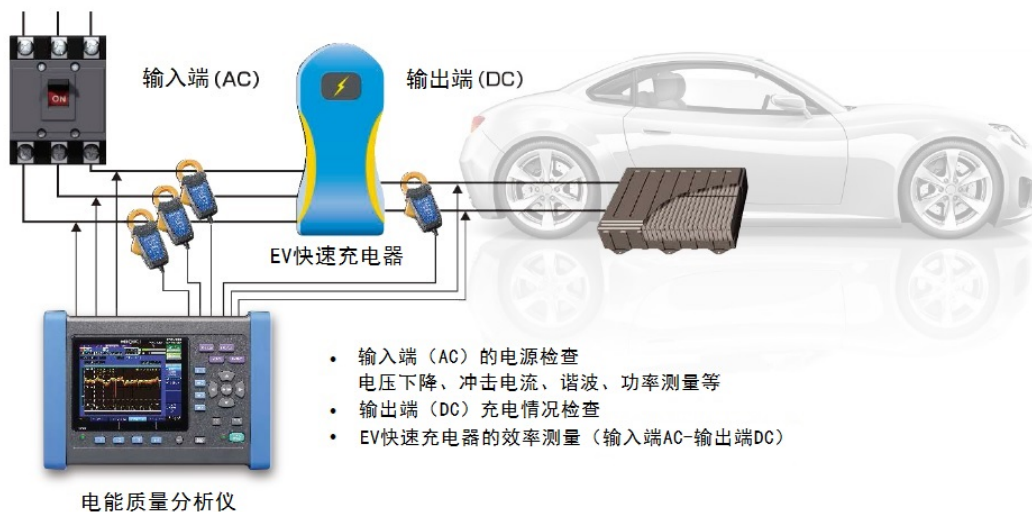 输入端(AC)
输出端(DC)
ON
EV快速充电器
HIOKI
• 输入端（AC）的电源检查
电压下降、冲击电流、谐波、功率测量等
• 输出端（DC）充电情况检查
• EV快速充电器的效率测量（输入端AC-输出端DC）
电能质量分析仪